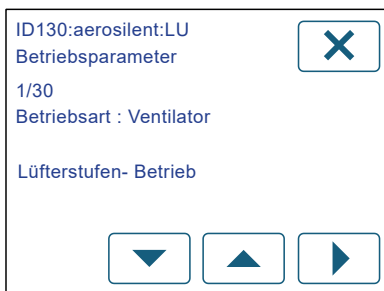 ID130:aerosilent:LU
Betriebsparameter
1/30
Betriebsart : Ventilator
Lüfterstufen- Betrieb